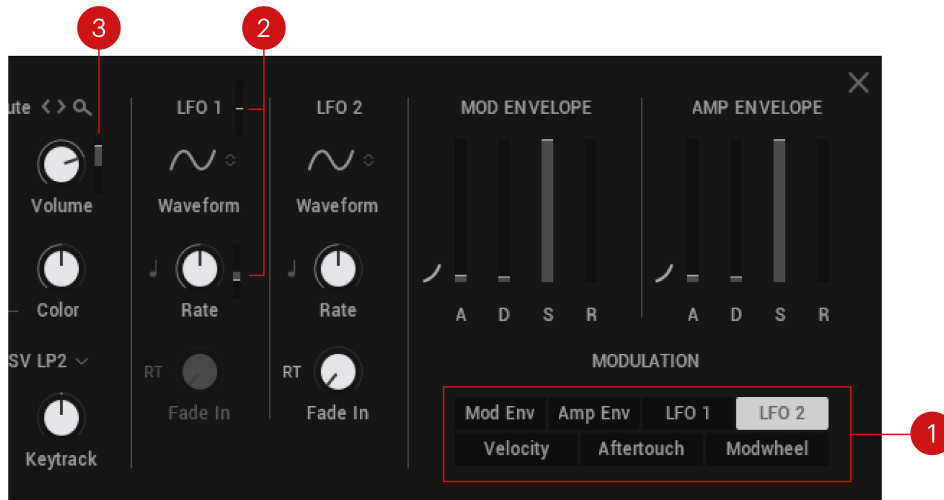 3
2
LFO 1
LFO 2
MOD ENVELOPE
AMP ENVELOPE
Volume
Waveform
Waveform
Color
Rate
Rate
A D S R
A D S R
SV LP2
RT
Fade In
RT
Fade In
Keytrack
MODULATION
Mod Env
Amp Env
LFO 1
LFO 2
Velocity
Aftertouch
Modwheel
1